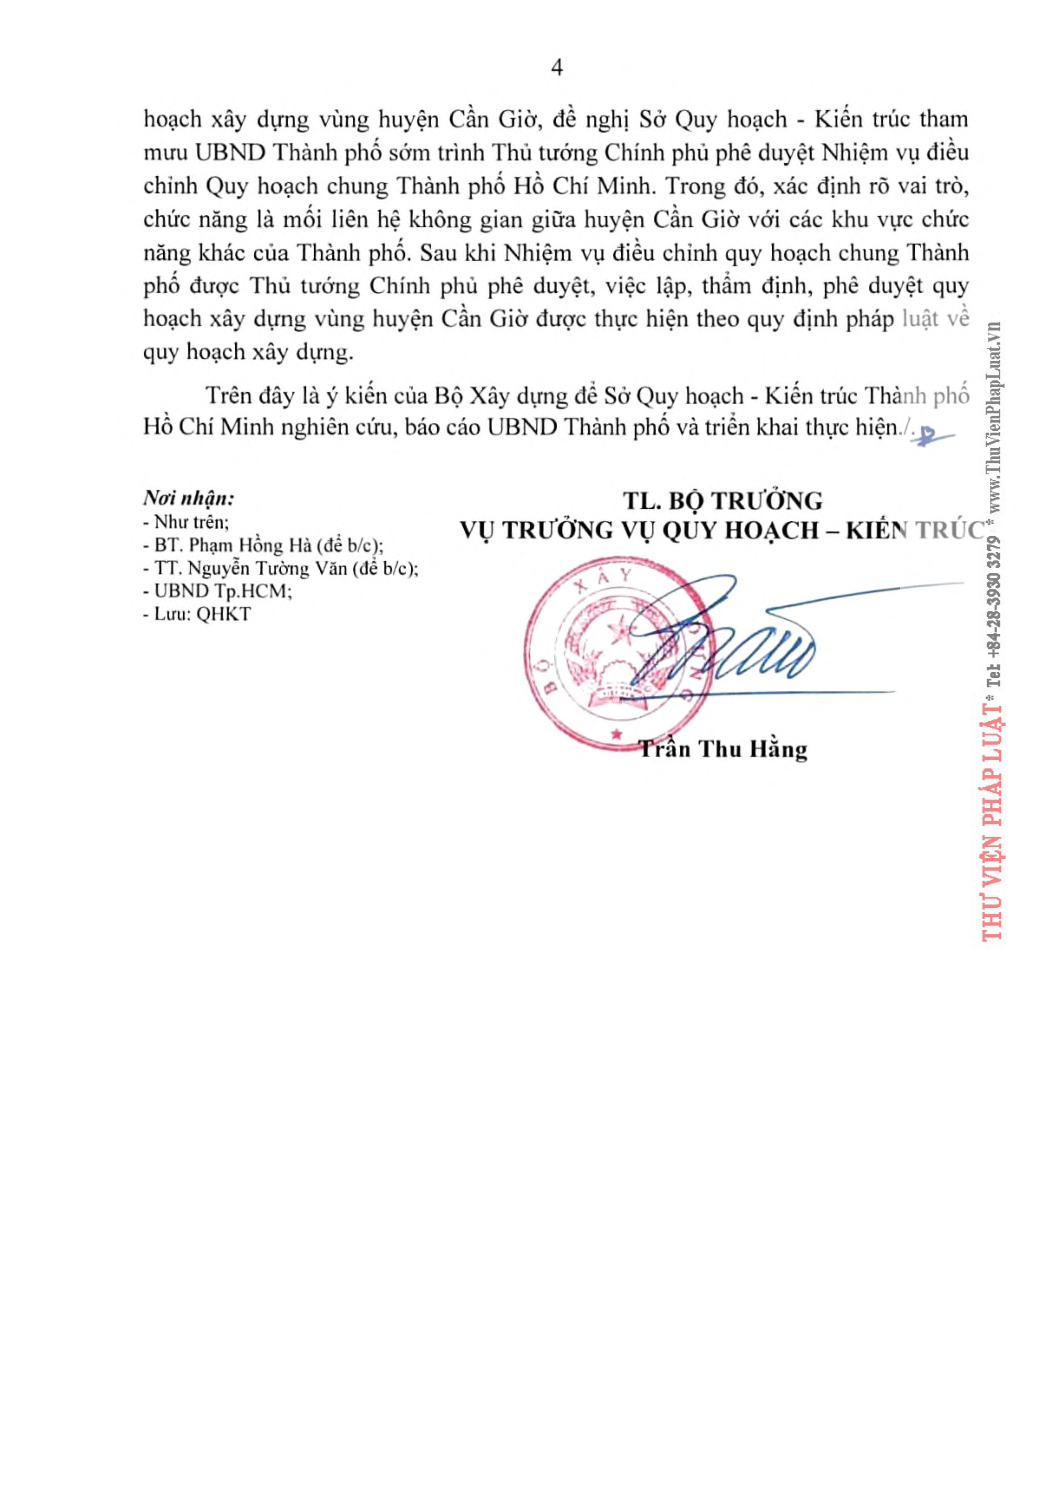 4
hoạch xây dựng vùng huyện Cần Giờ, đề nghị Sở Quy hoạch - Kiến trúc tham
mưu UBND Thành phố sớm trình Thủ tướng Chính phủ phê duyệt Nhiệm vụ điều
chỉnh Quy hoạch chung Thành phố Hồ Chí Minh. Trong đó, xác định rõ vai trò,
chức năng là mối liên hệ không gian giữa huyện Cần Giờ với các khu vực chức
năng khác của Thành phố. Sau khi Nhiệm vụ điều chỉnh quy hoạch chung Thành
phố được Thủ tướng Chính phủ phê duyệt, việc lập, thẩm định, phê duyệt quy
hoạch xây dựng vùng huyện Cần Giờ được thực hiện theo quy định pháp luật về
quy hoạch xây dựng.
Trên đây là ý kiến của Bộ Xây dựng để Sở Quy hoạch - Kiến trúc Thành phố
Hồ Chí Minh nghiên cứu, báo cáo UBND Thành phố và triển khai thực hiện./.
Nơi nhận:
- Như trên;
- BT. Phạm Hồng Hà (để b/c);
- TT. Nguyễn Tường Văn (để b/c);
- UBND Tp.HCM;
- Lưu: QHKT
TL. BỘ TRƯỞNG
VỤ TRƯỞNG VỤ QUY HOẠCH – KIẾN TRÚC
BỘ XÂY DỰNG
Trần Thu Hằng
THƯ VIỆN PHÁP LUẬT * Tel: +84-28-3930 3279 * www.ThuVienPhapLuat.vn